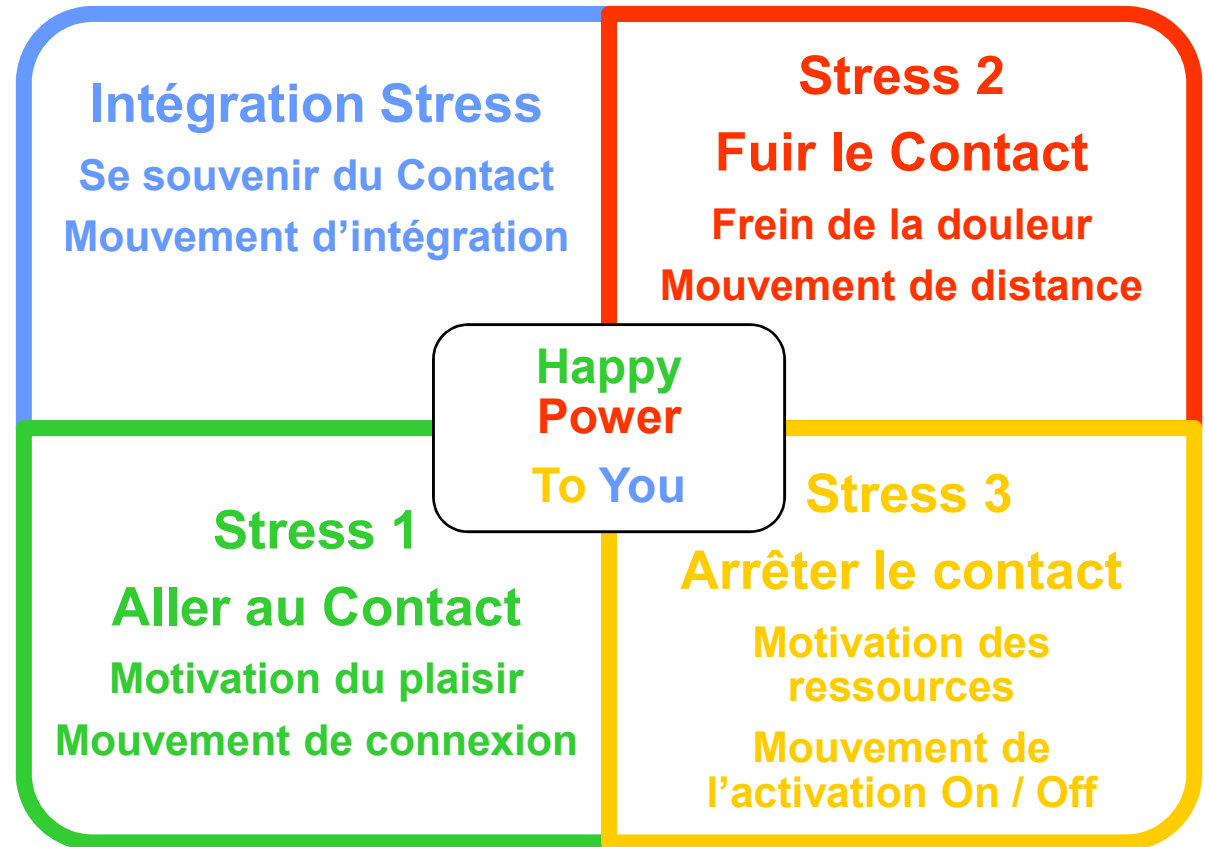 Intégration Stress
Se souvenir du Contact
Mouvement d’intégration
Stress 2
Fuir le Contact
Frein de la douleur
Mouvement de distance
Happy
Power
To You
Stress 1
Aller au Contact
Motivation du plaisir
Mouvement de connexion
Stress 3
Arrêter le contact
Motivation des
ressources
Mouvement de
l’activation On / Off